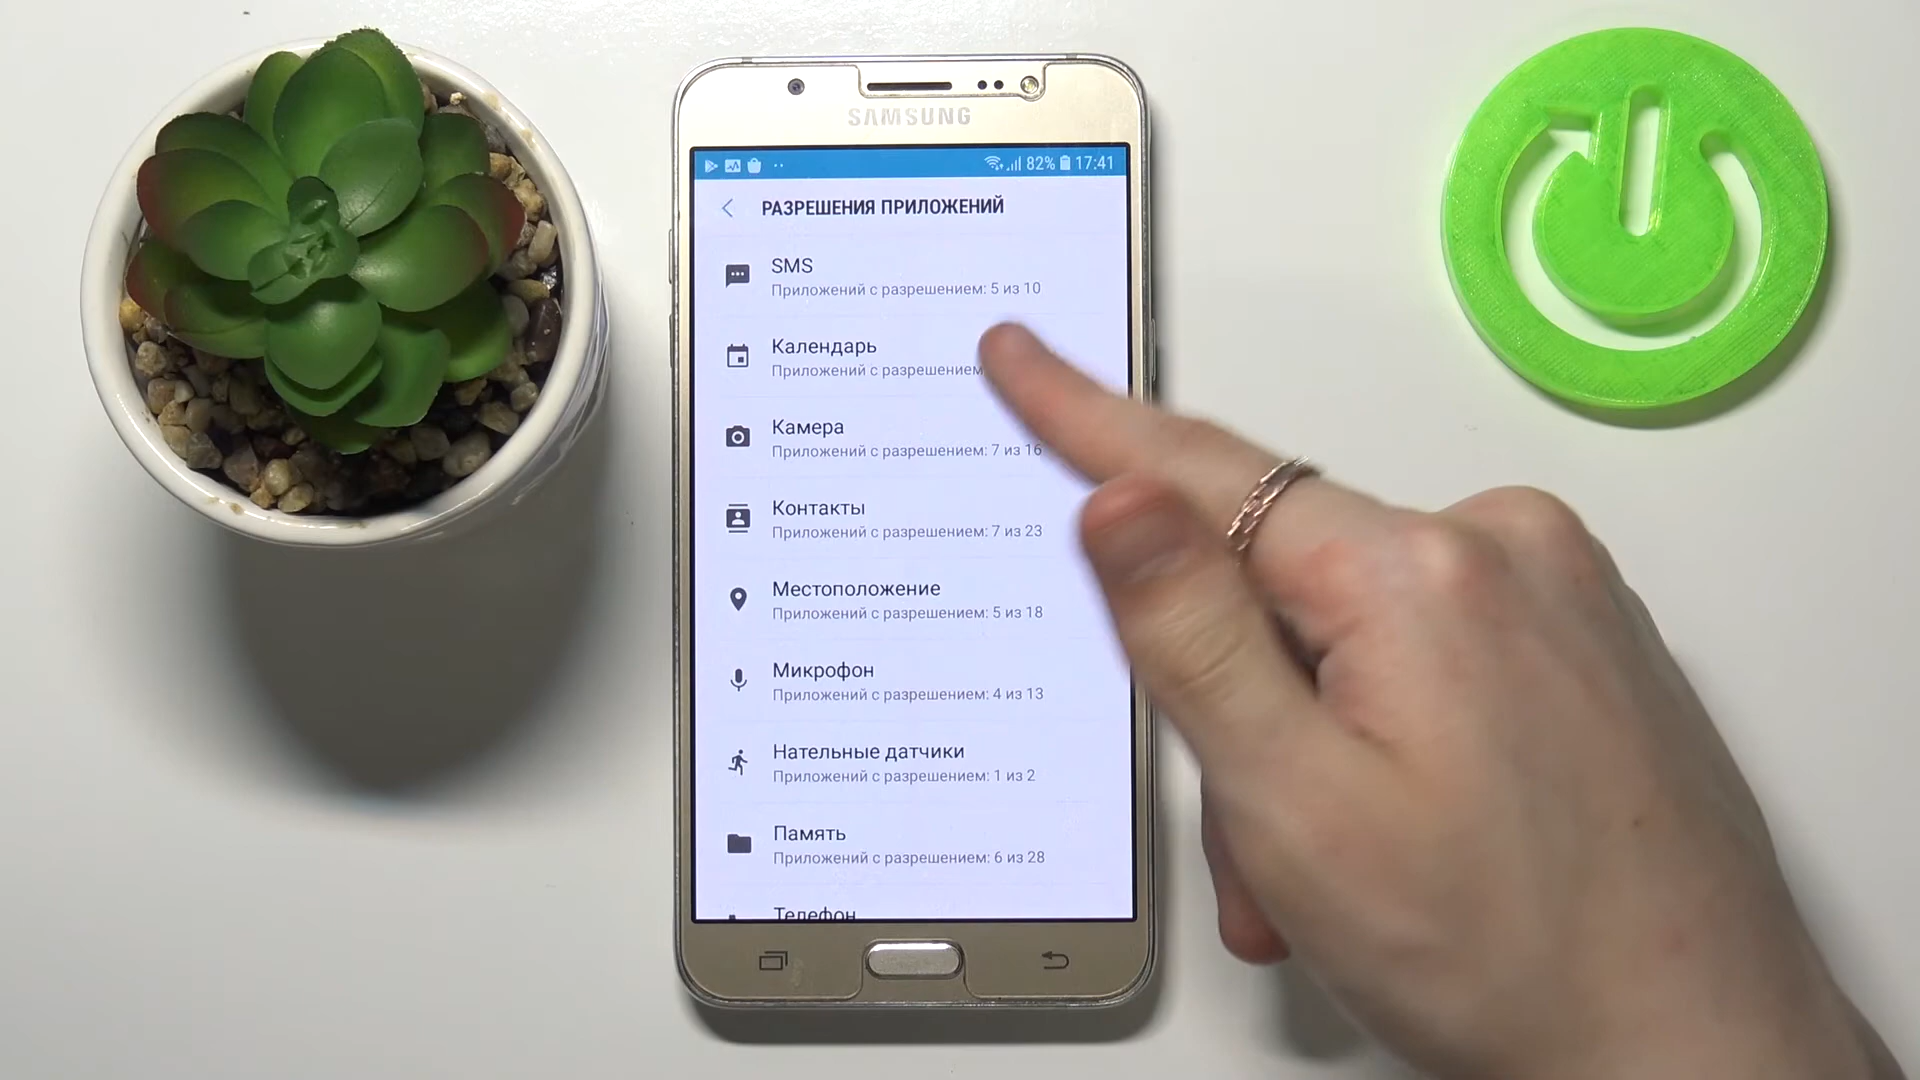 SAMSUNG
82% 17:41
РАЗРЕШЕНИЯ ПРИЛОЖЕНИЙ
SMS
Приложений с разрешением: 5 из 10
Календарь
Приложений с разрешением
Камера
Приложений с разрешением: 7 из 16
Контакты
Приложений с разрешением: 7 из 23
Местоположение
Приложений с разрешением: 5 из 18
Микрофон
Приложений с разрешением: 4 из 13
Нательные датчики
Приложений с разрешением: 1 из 2
Память
Приложений с разрешением: 6 из 28
Телефон